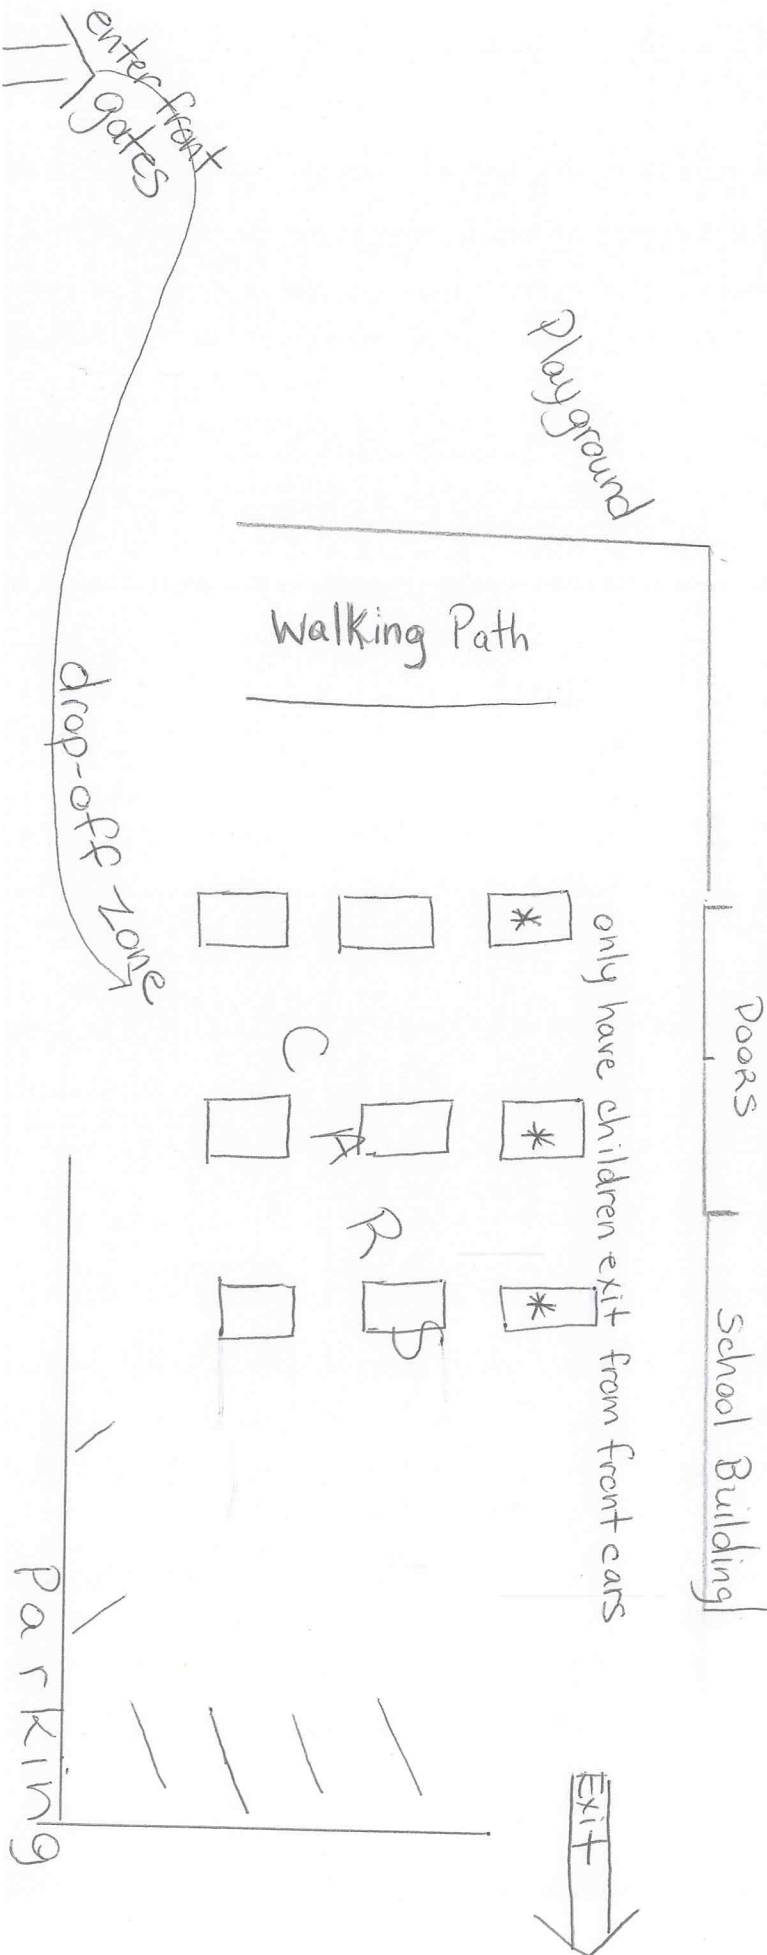 enter front
gates
Playground
Walking Path
drop-off zone
DOORS
School Building
only have children exit from front cars
*
*
*
CARS
Parking
Exit